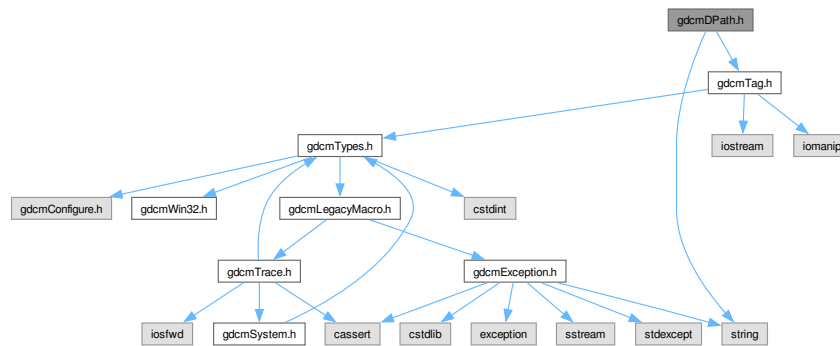 gdcmDPath.h
gdcmTag.h
gdcmTypes.h
iostream
iomanip
gdcmConfigure.h
gdcmWin32.h
gdcmLegacyMacro.h
cstdint
gdcmTrace.h
gdcmException.h
iosfwd
gdcmSystem.h
cassert
cstdlib
exception
sstream
stdexcept
string